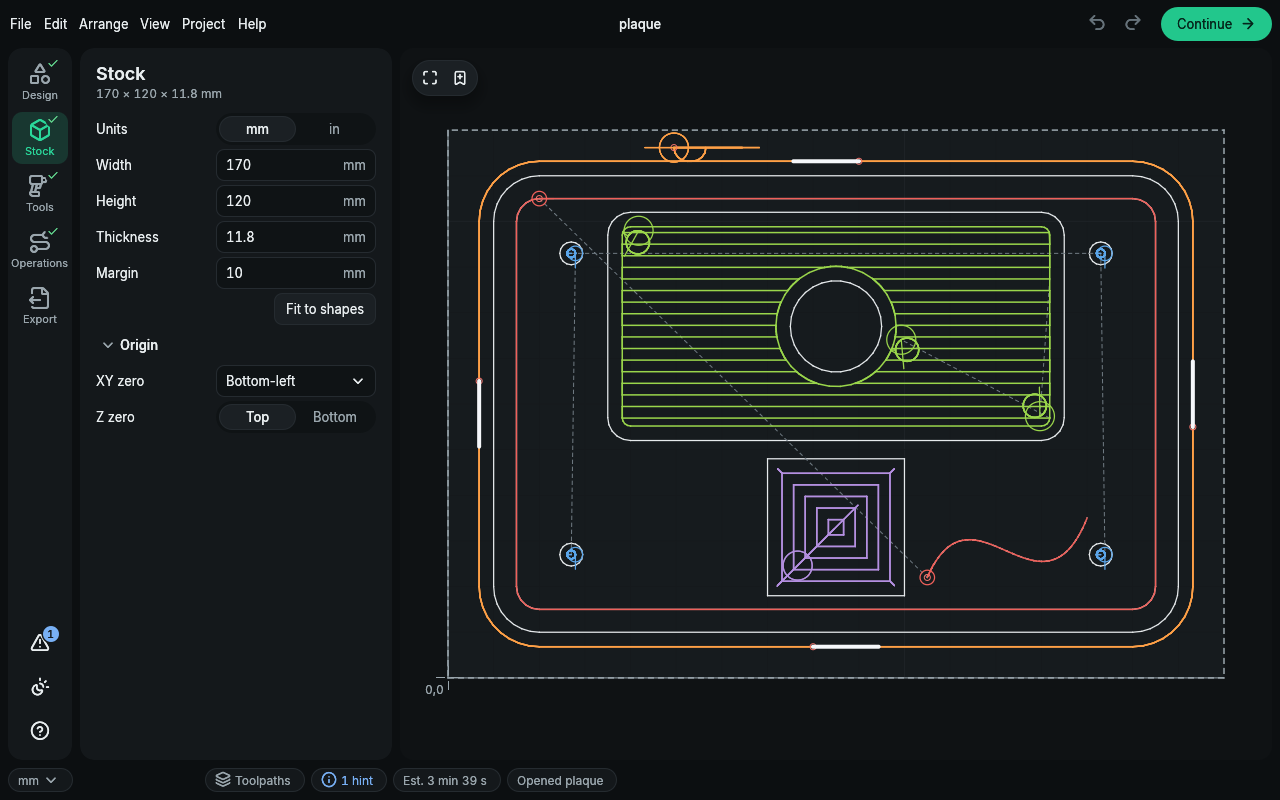 File Edit Arrange View Project Help
plaque
Continue
Design
Stock
Tools
Operations
Export
1
Stock
170 × 120 × 11.8 mm
Units mm in
Width 170 mm
Height 120 mm
Thickness 11.8 mm
Margin 10 mm
Fit to shapes
Origin
XY zero Bottom-left
Z zero Top Bottom
0,0
mm
Toolpaths
1 hint
Est. 3 min 39 s
Opened plaque